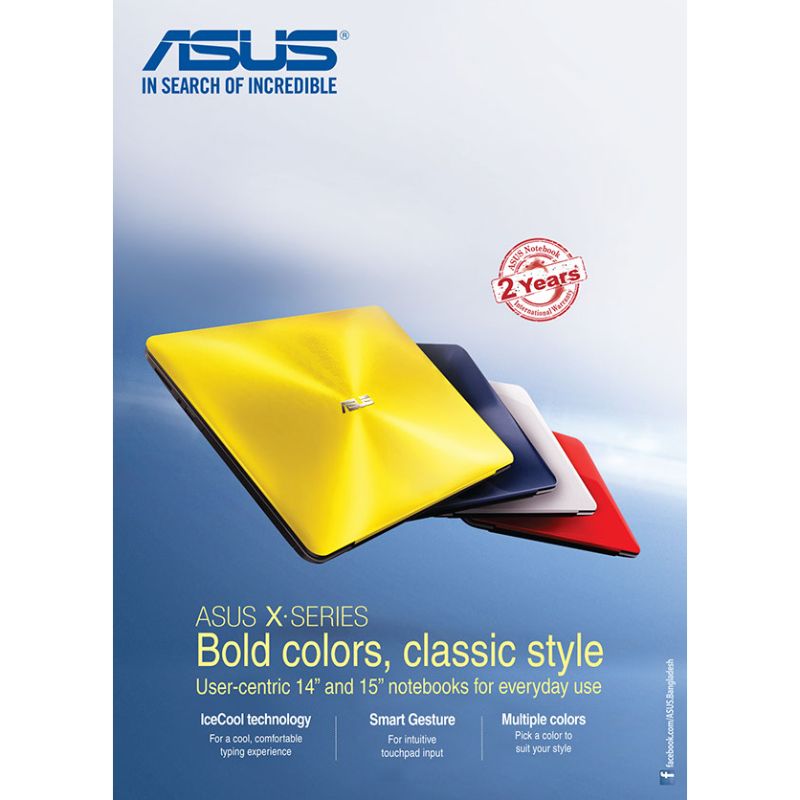 ASUS®
IN SEARCH OF INCREDIBLE
ASUS Notebook
2 Years
International Warranty
ASUS
ASUS X·SERIES
Bold colors, classic style
User-centric 14” and 15” notebooks for everyday use
IceCool technology
For a cool, comfortable
typing experience
Smart Gesture
For intuitive
touchpad input
Multiple colors
Pick a color to
suit your style
facebook.com/ASUS.Bangladesh